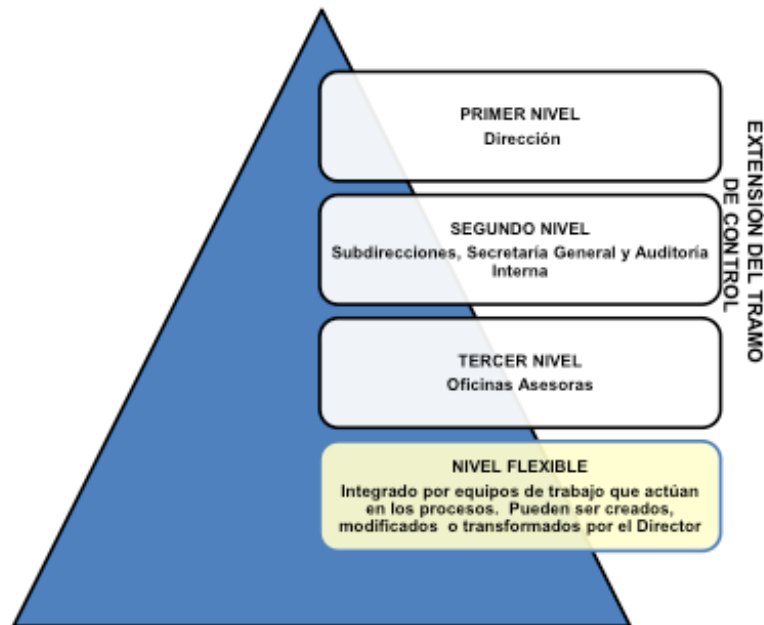 PRIMER NIVEL
Dirección
SEGUNDO NIVEL
Subdirecciones, Secretaría General y Auditoría
Interna
TERCER NIVEL
Oficinas Asesoras
NIVEL FLEXIBLE
Integrado por equipos de trabajo que actúan
en los procesos. Pueden ser creados,
modificados o transformados por el Director
EXTENSION DEL TRAMO
DE CONTROL